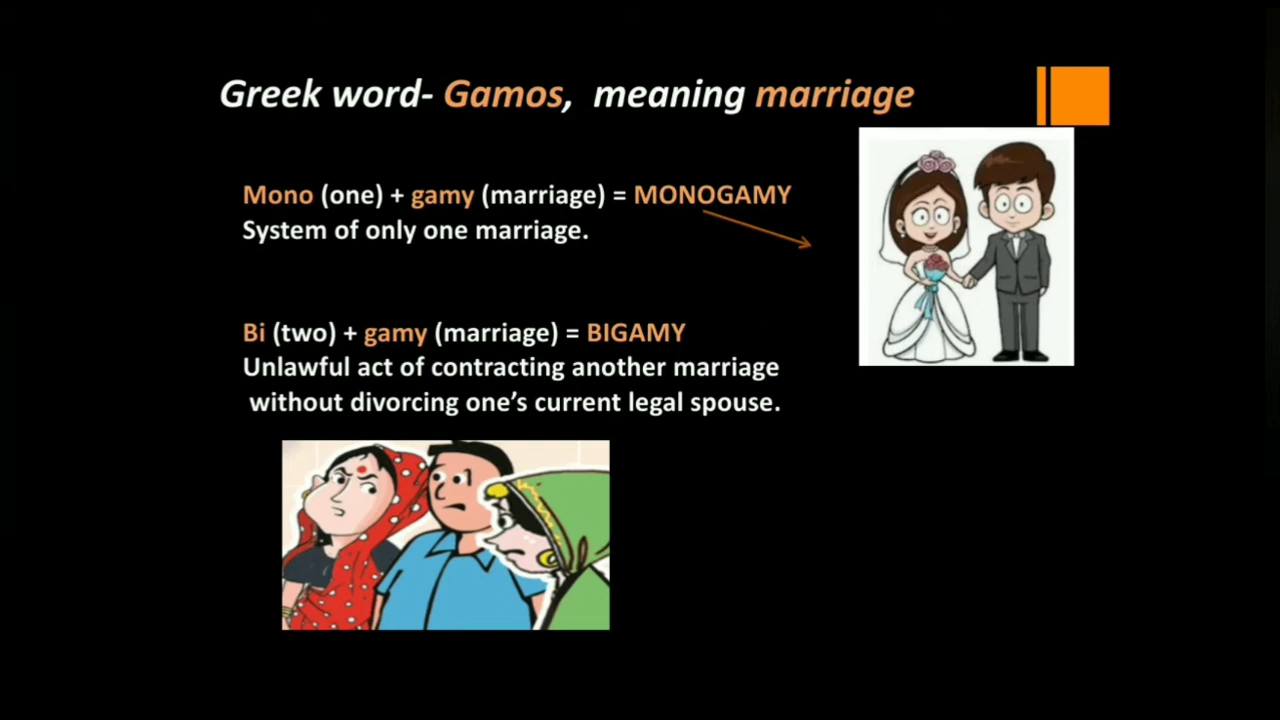 Greek word- Gamos, meaning marriage
Mono (one) + gamy (marriage) = MONOGAMY
System of only one marriage.
Bi (two) + gamy (marriage) = BIGAMY
Unlawful act of contracting another marriage
without divorcing one’s current legal spouse.